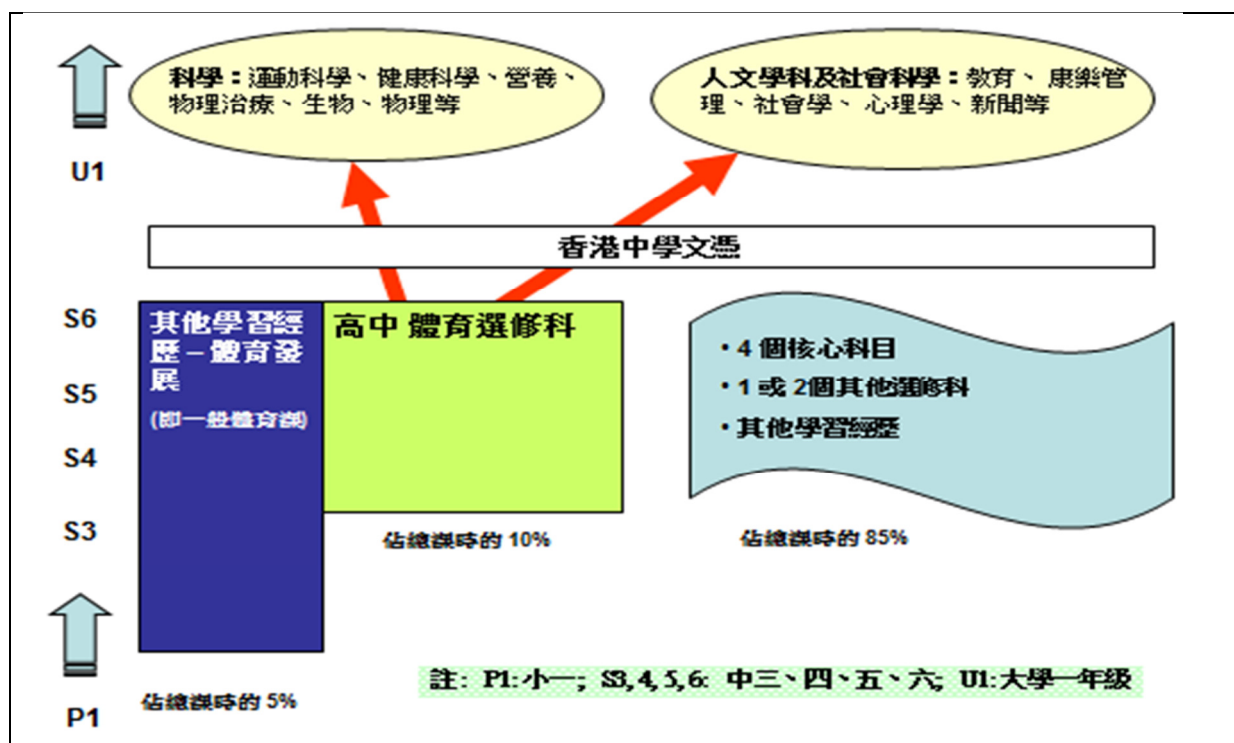 科學：運動科學、健康科學、營養、
物理治療、生物、物理等
人文學科及社會科學：教育、康樂管
理、社會學、心理學、新聞等
U1
香港中學文憑
S6
S5
S4
S3
P1
其他學習經
歷－體育發
展
(即一般體育課)
高中 體育選修科
• 4 個核心科目
• 1 或 2個其他選修科
• 其他學習經歷
佔總課時的 10%
佔總課時的 85%
註: P1:小一; S3,4,5,6: 中三、四、五、六; U1:大學一年级
佔總課時的 5%